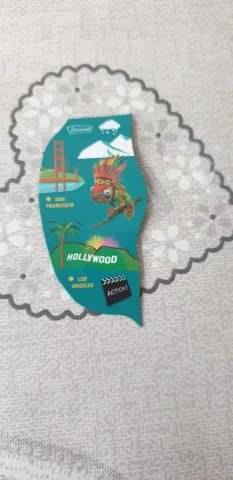 SAN
FRANCISCO
HOLLYWOOD
LOS
ANGELES
ACTION!